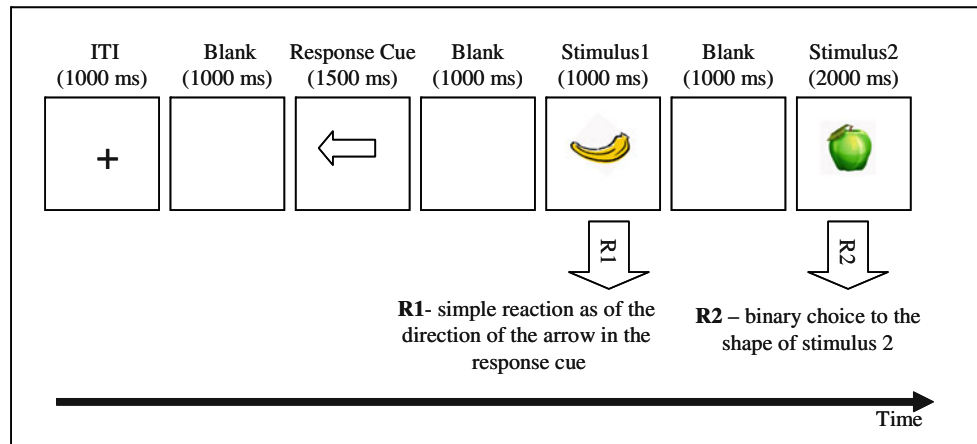 ITI
(1000 ms)
Blank
(1000 ms)
Response Cue
(1500 ms)
Blank
(1000 ms)
Stimulus1
(1000 ms)
Blank
(1000 ms)
Stimulus2
(2000 ms)
+
R1
R2
R1- simple reaction as of the
direction of the arrow in the
response cue
R2 – binary choice to the
shape of stimulus 2
Time